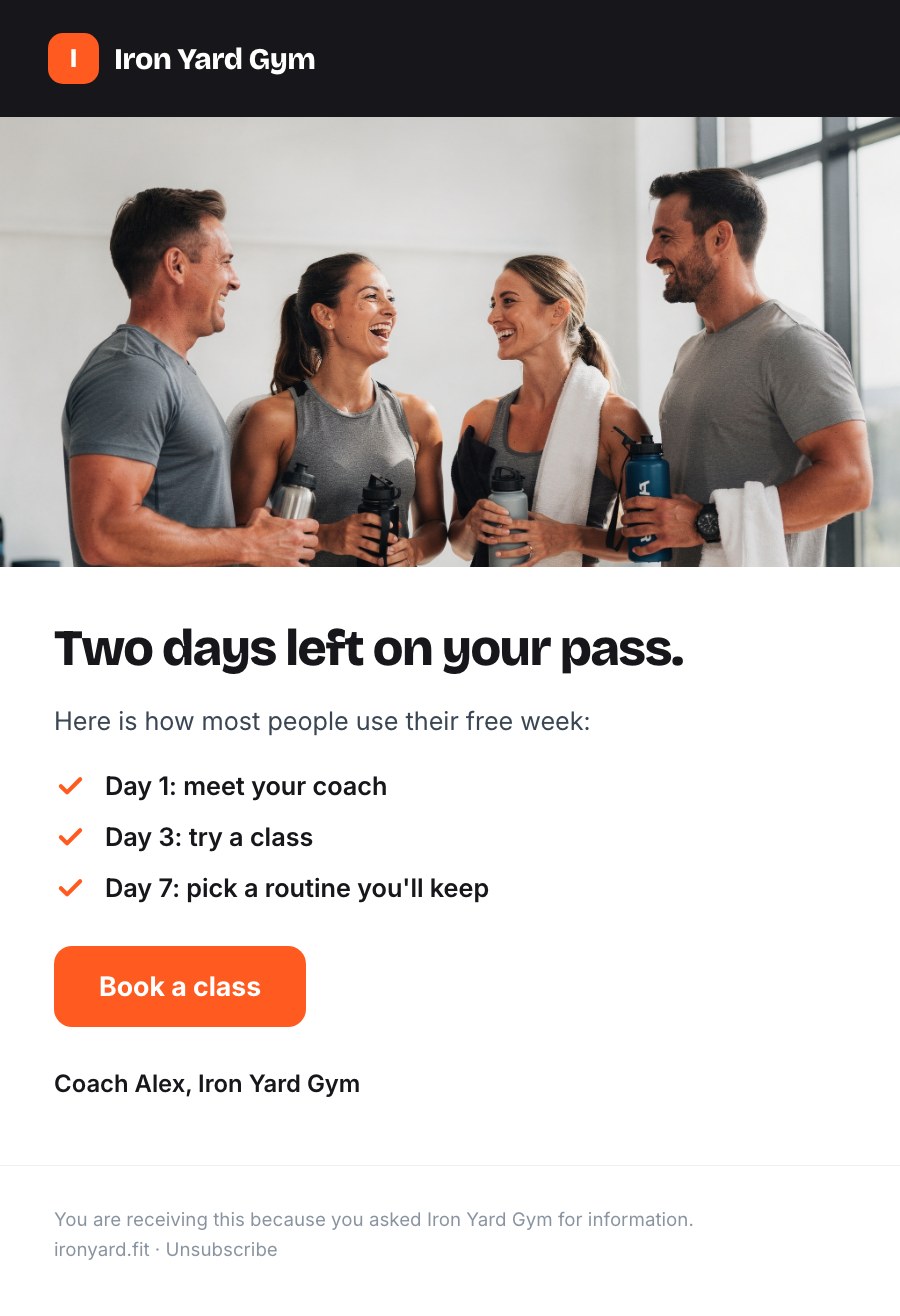 I
Iron Yard Gym
Two days left on your pass.
Here is how most people use their free week:
Day 1: meet your coach
Day 3: try a class
Day 7: pick a routine you'll keep
Book a class
Coach Alex, Iron Yard Gym
You are receiving this because you asked Iron Yard Gym for information.
ironyard.fit · Unsubscribe